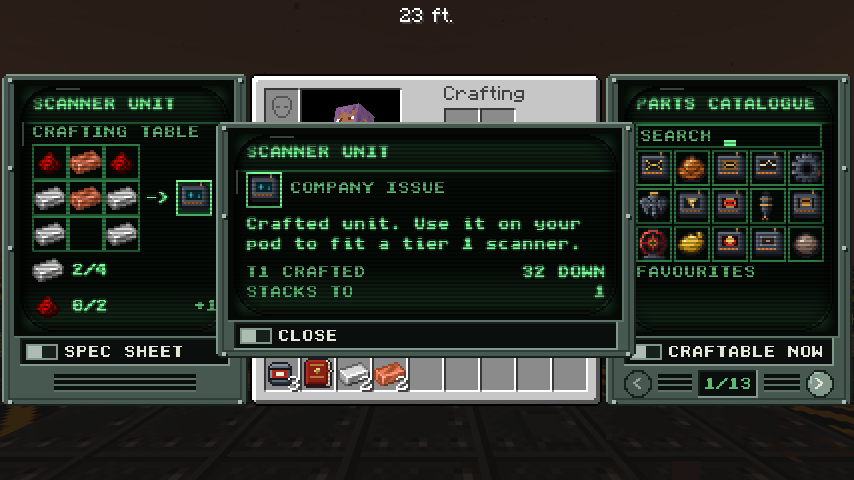 23 ft.
SCANNER UNIT
CRAFTING TABLE
2/4
0/2 +1
SPEC SHEET
Crafting
SCANNER UNIT
COMPANY ISSUE
Crafted unit. Use it on your
pod to fit a tier 1 scanner.
T1 CRAFTED 32 DOWN
STACKS TO 1
CLOSE
3
2
2
PARTS CATALOGUE
SEARCH
FAVOURITES
CRAFTABLE NOW
1/13